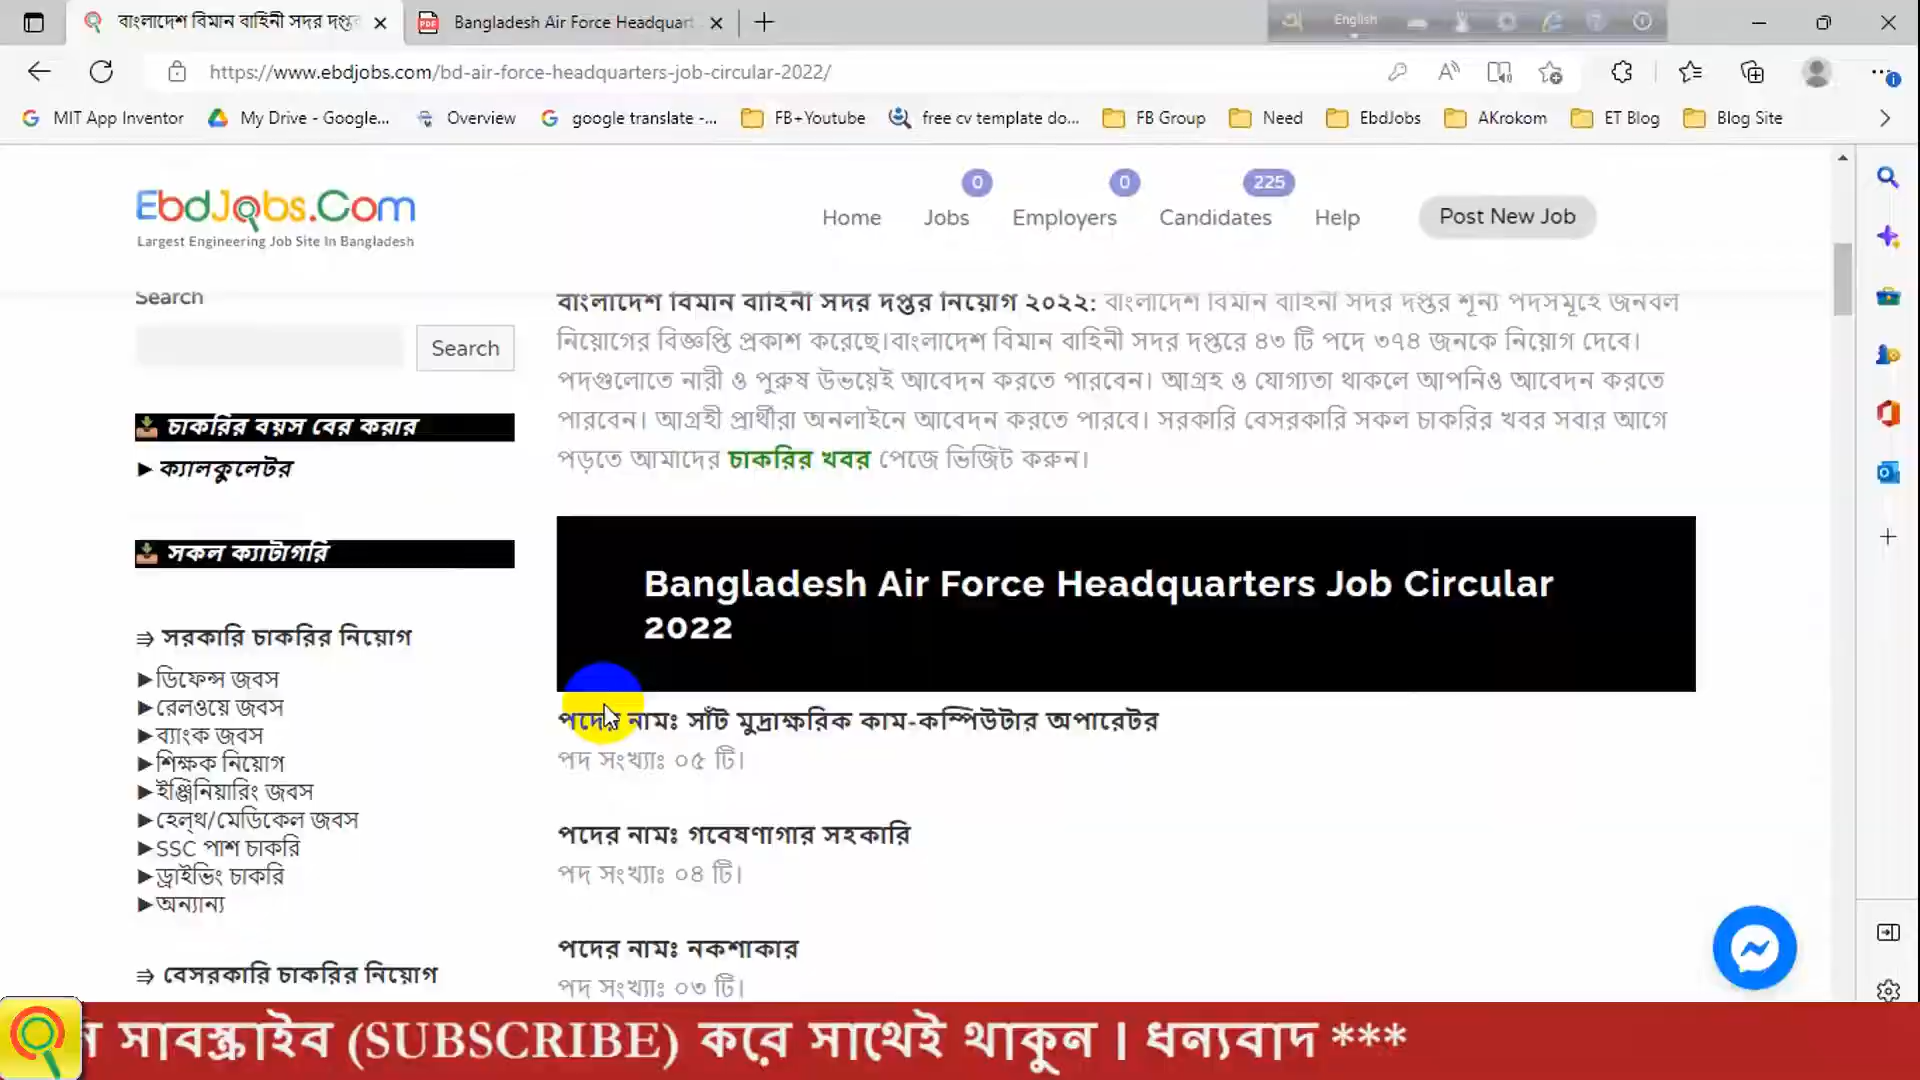 বাংলাদেশ বিমান বাহিনী সদর দপ্ত
Bangladesh Air Force Headquart
English
https://www.ebdjobs.com/bd-air-force-headquarters-job-circular-2022/
MIT App Inventor
My Drive - Google...
Overview
google translate -...
FB+Youtube
free cv template do...
FB Group
Need
EbdJobs
AKrokom
ET Blog
Blog Site
EbdJobs.Com
Largest Engineering Job Site In Bangladesh
0
0
225
Home
Jobs
Employers
Candidates
Help
Post New Job
Search
Search
চাকরির বয়স বের করার
►ক্যালকুলেটর
সকল ক্যাটাগরি
⇛ সরকারি চাকরির নিয়োগ
►ডিফেন্স জবস
►রেলওয়ে জবস
►ব্যাংক জবস
►শিক্ষক নিয়োগ
►ইঞ্জিনিয়ারিং জবস
►হেল্থ/মেডিকেল জবস
►SSC পাশ চাকরি
►ড্রাইভিং চাকরি
►অন্যান্য
⇛ বেসরকারি চাকরির নিয়োগ
বাংলাদেশ বিমান বাহিনী সদর দপ্তর নিয়োগ ২০২২: বাংলাদেশ বিমান বাহিনী সদর দপ্তর শূন্য পদসমূহে জনবল
নিয়োগের বিজ্ঞপ্তি প্রকাশ করেছে।বাংলাদেশ বিমান বাহিনী সদর দপ্তরে ৪৩ টি পদে ৩৭৪ জনকে নিয়োগ দেবে।
পদগুলোতে নারী ও পুরুষ উভয়েই আবেদন করতে পারবেন। আগ্রহ ও যোগ্যতা থাকলে আপনিও আবেদন করতে
পারবেন। আগ্রহী প্রার্থীরা অনলাইনে আবেদন করতে পারবে। সরকারি বেসরকারি সকল চাকরির খবর সবার আগে
পড়তে আমাদের চাকরির খবর পেজে ভিজিট করুন।
Bangladesh Air Force Headquarters Job Circular
2022
পদের নামঃ সাঁট মুদ্রাক্ষরিক কাম-কম্পিউটার অপারেটর
পদ সংখ্যাঃ ০৫ টি।
পদের নামঃ গবেষণাগার সহকারি
পদ সংখ্যাঃ ০৪ টি।
পদের নামঃ নকশাকার
পদ সংখ্যাঃ ০৩ টি।
সাবস্ক্রাইব (SUBSCRIBE) করে সাথেই থাকুন । ধন্যবাদ ***